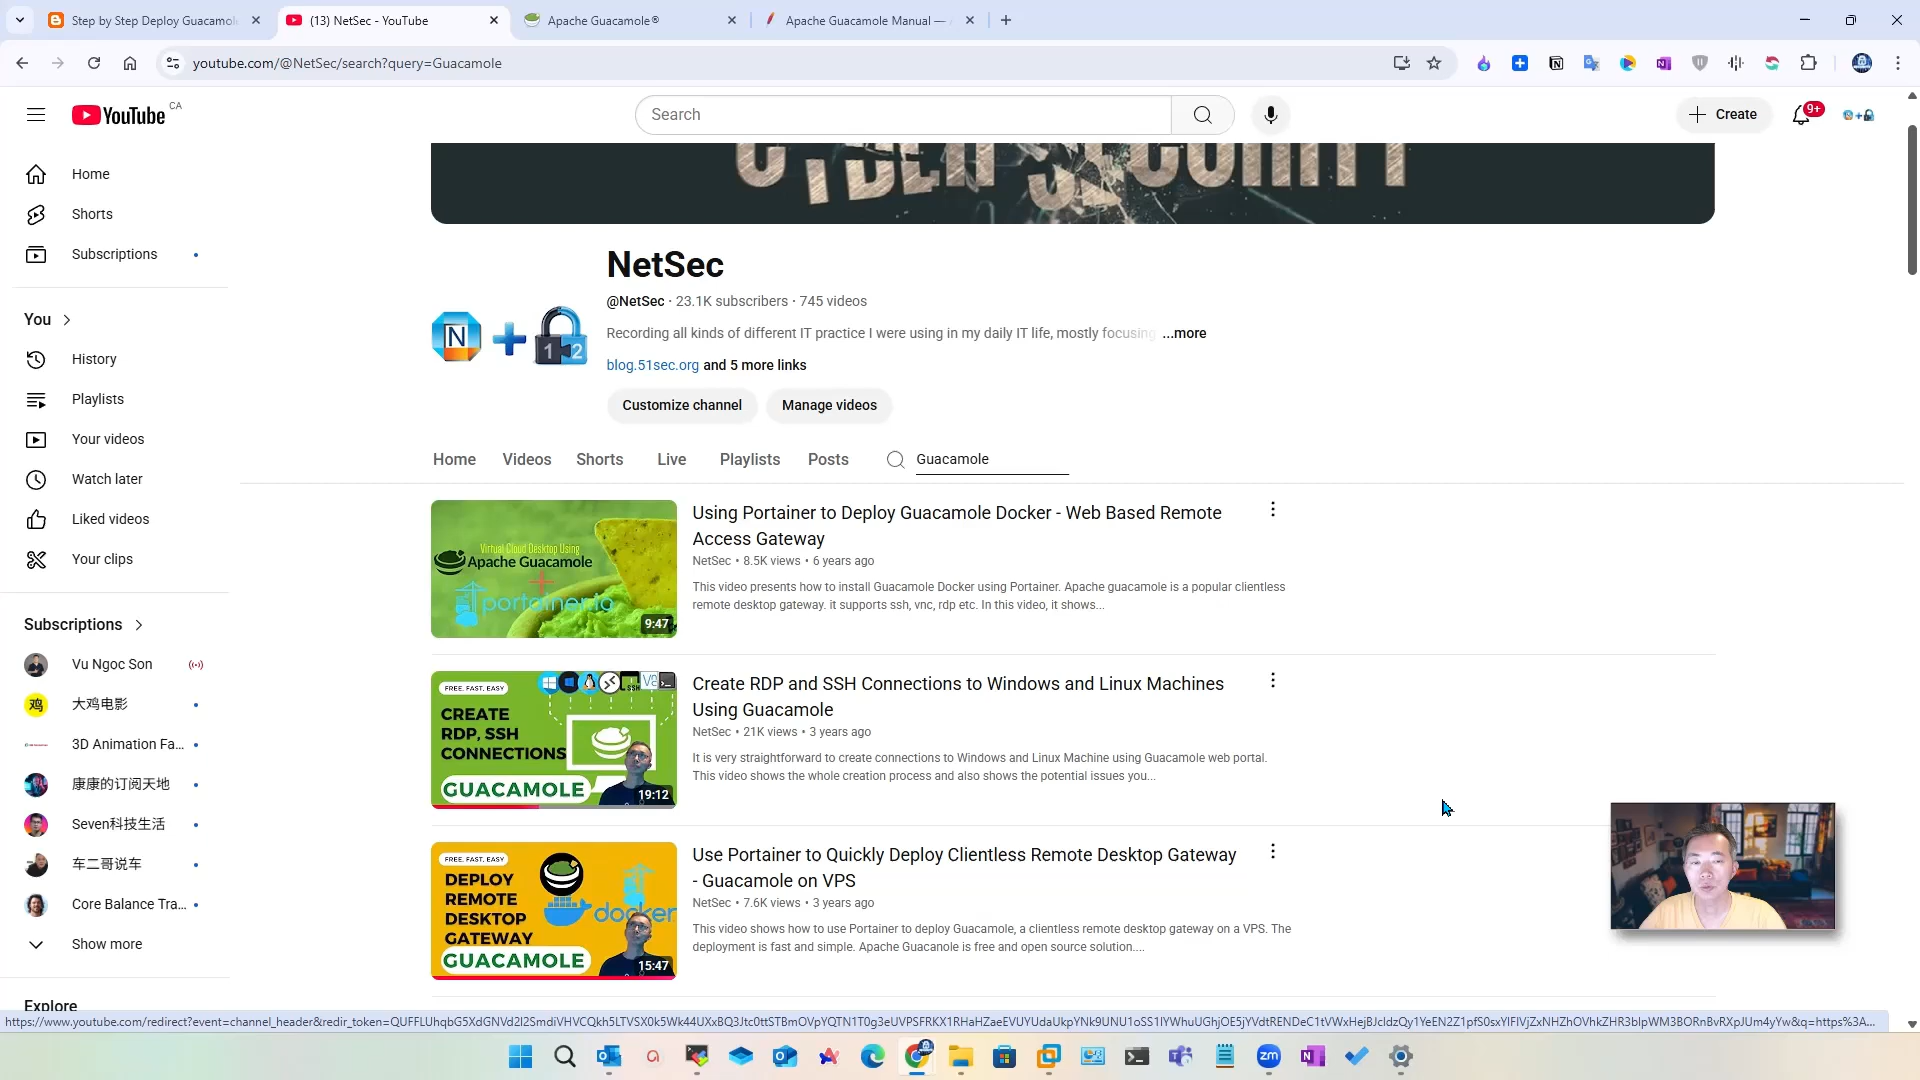 Step by Step Deploy Guacamol
(13) NetSec - YouTube
Apache Guacamole®
Apache Guacamole Manual —
youtube.com/@NetSec/search?query=Guacamole
YouTube CA
Search
Create
9+
CYBER SECURITY
Home
Shorts
Subscriptions
You
History
Playlists
Your videos
Watch later
Liked videos
Your clips
Subscriptions
Vu Ngoc Son
大鸡电影
3D Animation Fa...
康康的订阅天地
Seven科技生活
车二哥说车
Core Balance Tra...
Show more
Explore
NetSec
@NetSec • 23.1K subscribers • 745 videos
Recording all kinds of different IT practice I were using in my daily IT life, mostly focusing ...more
blog.51sec.org and 5 more links
Customize channel
Manage videos
Home Videos Shorts Live Playlists Posts Guacamole
Virtual Cloud Desktop Using
Apache Guacamole
portainer.io
9:47
Using Portainer to Deploy Guacamole Docker - Web Based Remote
Access Gateway
NetSec • 8.5K views • 6 years ago
This video presents how to install Guacamole Docker using Portainer. Apache guacamole is a popular clientless
remote desktop gateway. it supports ssh, vnc, rdp etc. In this video, it shows...
FREE. FAST. EASY
CREATE
RDP, SSH
CONNECTIONS
GUACAMOLE
19:12
Create RDP and SSH Connections to Windows and Linux Machines
Using Guacamole
NetSec • 21K views • 3 years ago
It is very straightforward to create connections to Windows and Linux Machine using Guacamole web portal.
This video shows the whole creation process and also shows the potential issues you...
FREE. FAST. EASY
DEPLOY
REMOTE
DESKTOP
GATEWAY
docker
GUACAMOLE
15:47
Use Portainer to Quickly Deploy Clientless Remote Desktop Gateway
- Guacamole on VPS
NetSec • 7.6K views • 3 years ago
This video shows how to use Portainer to deploy Guacamole, a clientless remote desktop gateway on a VPS. The
deployment is fast and simple. Apache Guacanole is free and open source solution....